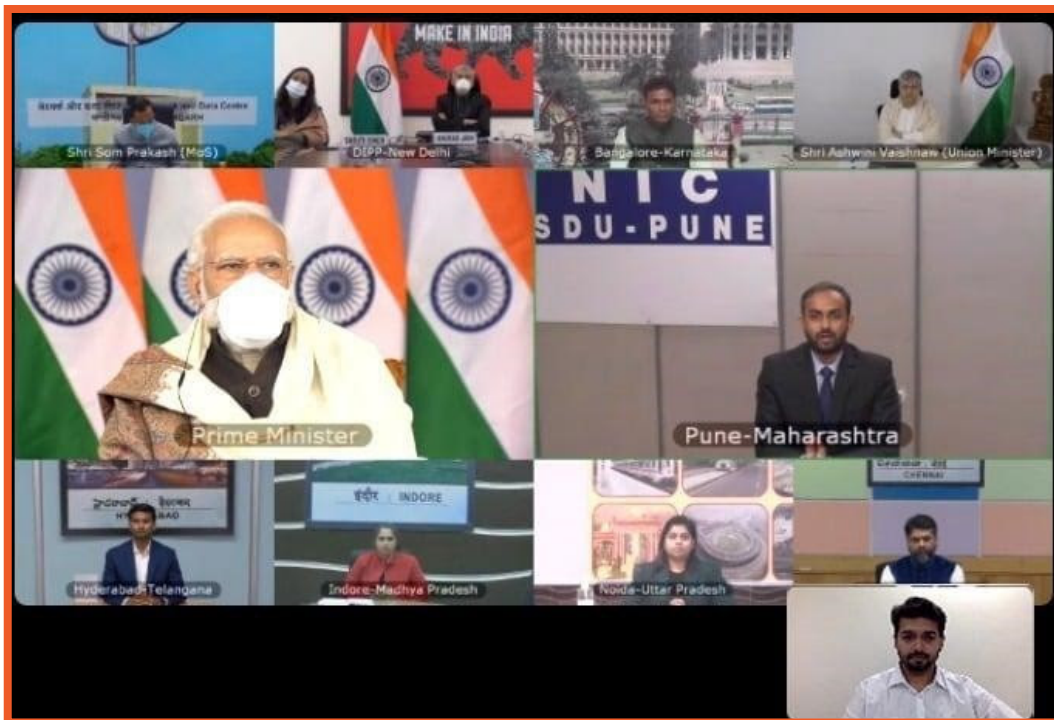 MAKE IN INDIA
Shri Som Prakash (MoS)
DIPP-New Delhi
Bangalore-Karnataka
Shri Ashwini Vaishnaw (Union Minister)
NIC
SDU-PUNE
Prime Minister
Pune-Maharashtra
इंदौर : INDORE
CHENNAI
Hyderabad-Telangana
Indore-Madhya Pradesh
Noida-Uttar Pradesh